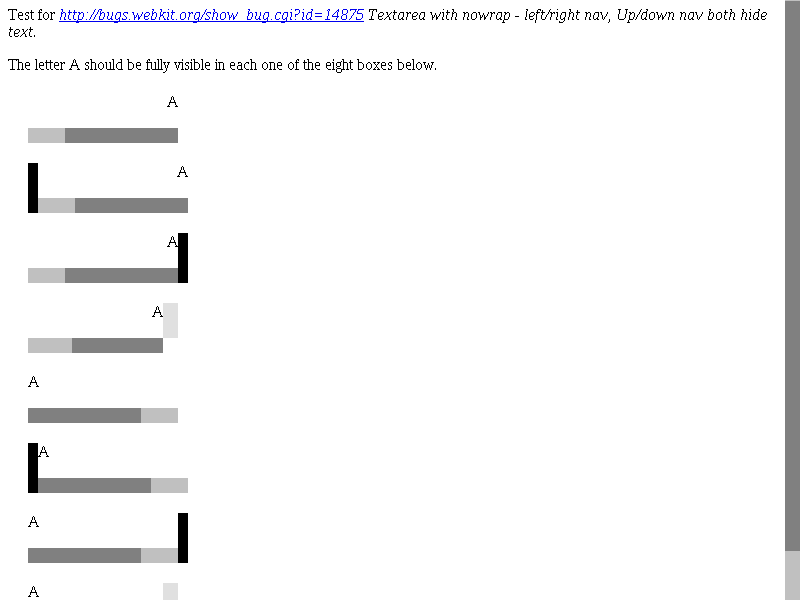 Test for http://bugs.webkit.org/show_bug.cgi?id=14875 Textarea with nowrap - left/right nav, Up/down nav both hide
text.
The letter A should be fully visible in each one of the eight boxes below.
A
A
A
A
A
A
A
A